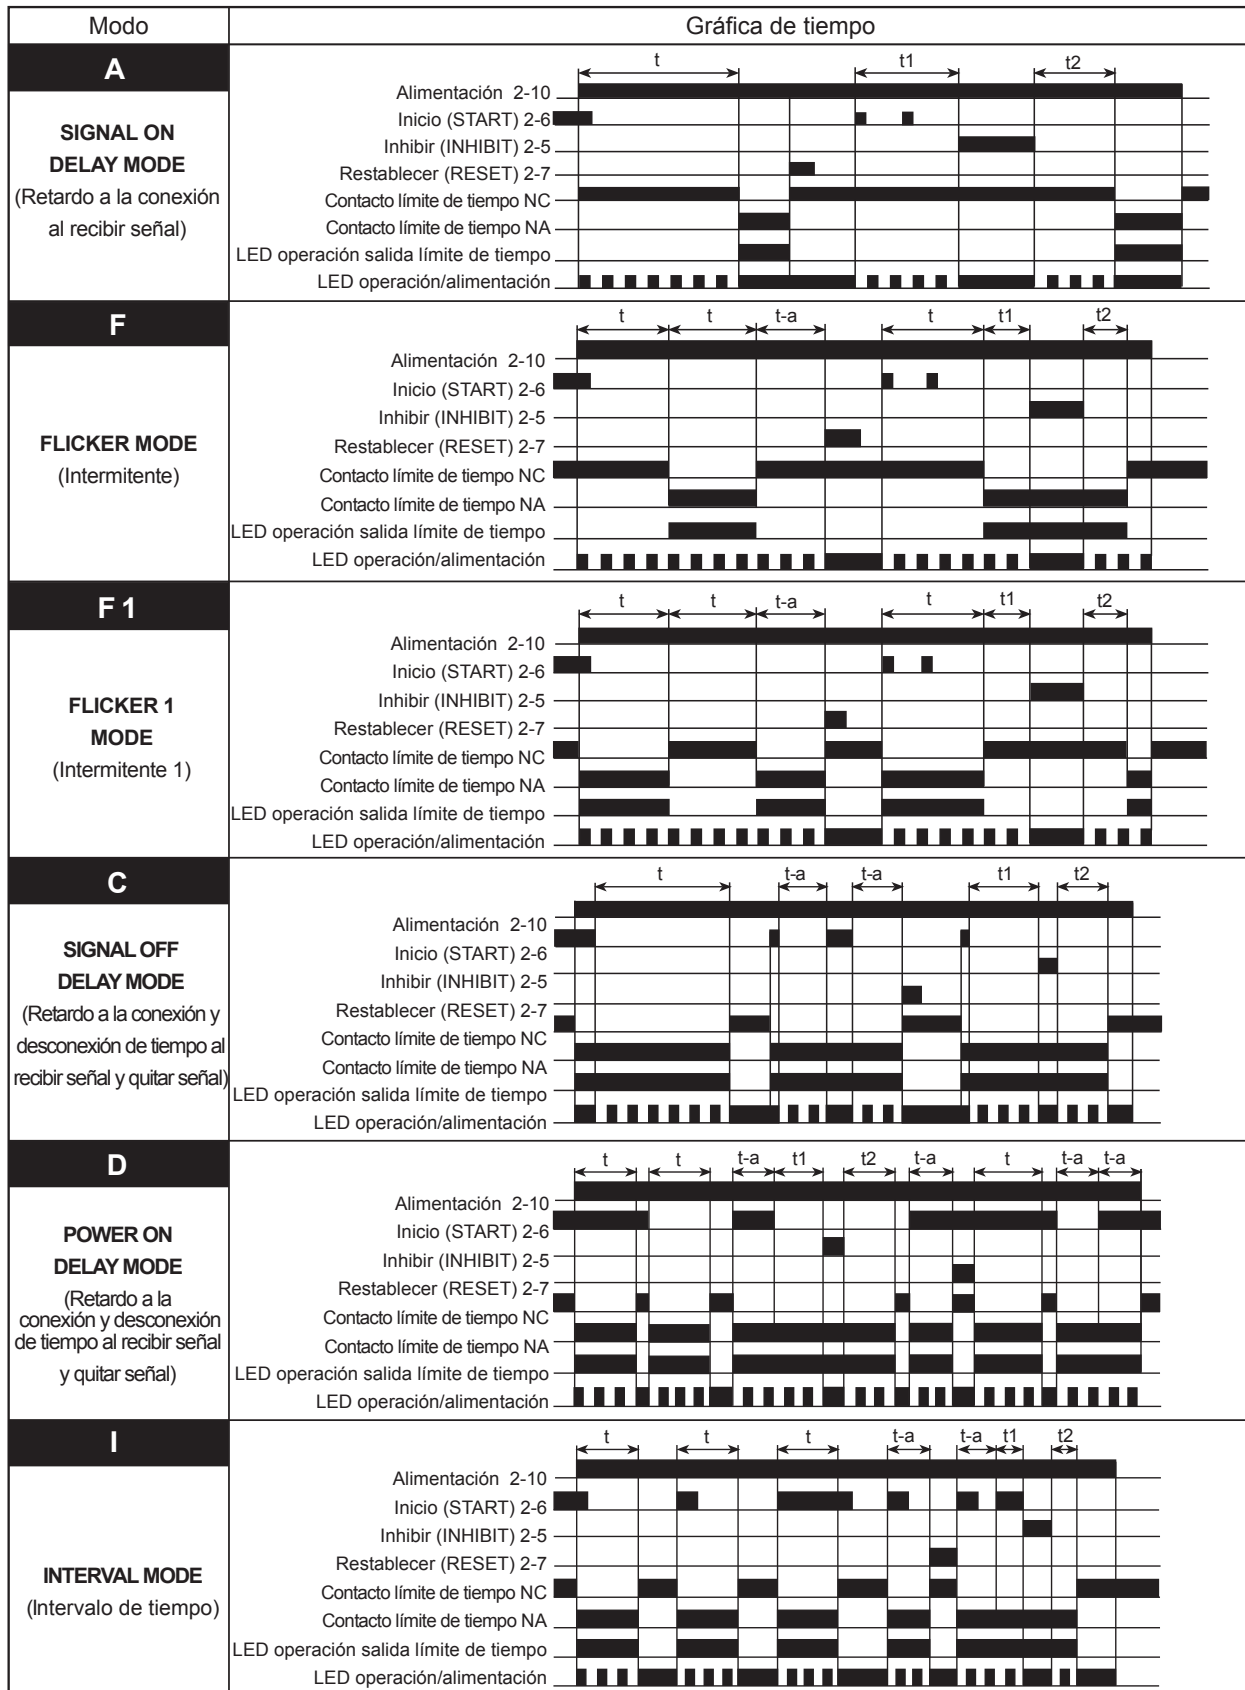 Modo
Gráfica de tiempo
A
SIGNAL ON
DELAY MODE
(Retardo a la conexión
al recibir señal)
t
t1
t2
Alimentación 2-10
Inicio (START) 2-6
Inhibir (INHIBIT) 2-5
Restablecer (RESET) 2-7
Contacto límite de tiempo NC
Contacto límite de tiempo NA
LED operación salida límite de tiempo
LED operación/alimentación
F
FLICKER MODE
(Intermitente)
t
t
t-a
t
t1
t2
Alimentación 2-10
Inicio (START) 2-6
Inhibir (INHIBIT) 2-5
Restablecer (RESET) 2-7
Contacto límite de tiempo NC
Contacto límite de tiempo NA
LED operación salida límite de tiempo
LED operación/alimentación
F 1
FLICKER 1
MODE
(Intermitente 1)
t
t
t-a
t
t1
t2
Alimentación 2-10
Inicio (START) 2-6
Inhibir (INHIBIT) 2-5
Restablecer (RESET) 2-7
Contacto límite de tiempo NC
Contacto límite de tiempo NA
LED operación salida límite de tiempo
LED operación/alimentación
C
SIGNAL OFF
DELAY MODE
(Retardo a la conexión y
desconexión de tiempo al
recibir señal y quitar señal)
t
t-a
t-a
t1
t2
Alimentación 2-10
Inicio (START) 2-6
Inhibir (INHIBIT) 2-5
Restablecer (RESET) 2-7
Contacto límite de tiempo NC
Contacto límite de tiempo NA
LED operación salida límite de tiempo
LED operación/alimentación
D
POWER ON
DELAY MODE
(Retardo a la
conexión y desconexión
de tiempo al recibir señal
y quitar señal)
t
t
t-a
t1
t2
t-a
t
t-a
t-a
Alimentación 2-10
Inicio (START) 2-6
Inhibir (INHIBIT) 2-5
Restablecer (RESET) 2-7
Contacto límite de tiempo NC
Contacto límite de tiempo NA
LED operación salida límite de tiempo
LED operación/alimentación
I
INTERVAL MODE
(Intervalo de tiempo)
t
t
t
t-a
t-a
t1
t2
Alimentación 2-10
Inicio (START) 2-6
Inhibir (INHIBIT) 2-5
Restablecer (RESET) 2-7
Contacto límite de tiempo NC
Contacto límite de tiempo NA
LED operación salida límite de tiempo
LED operación/alimentación